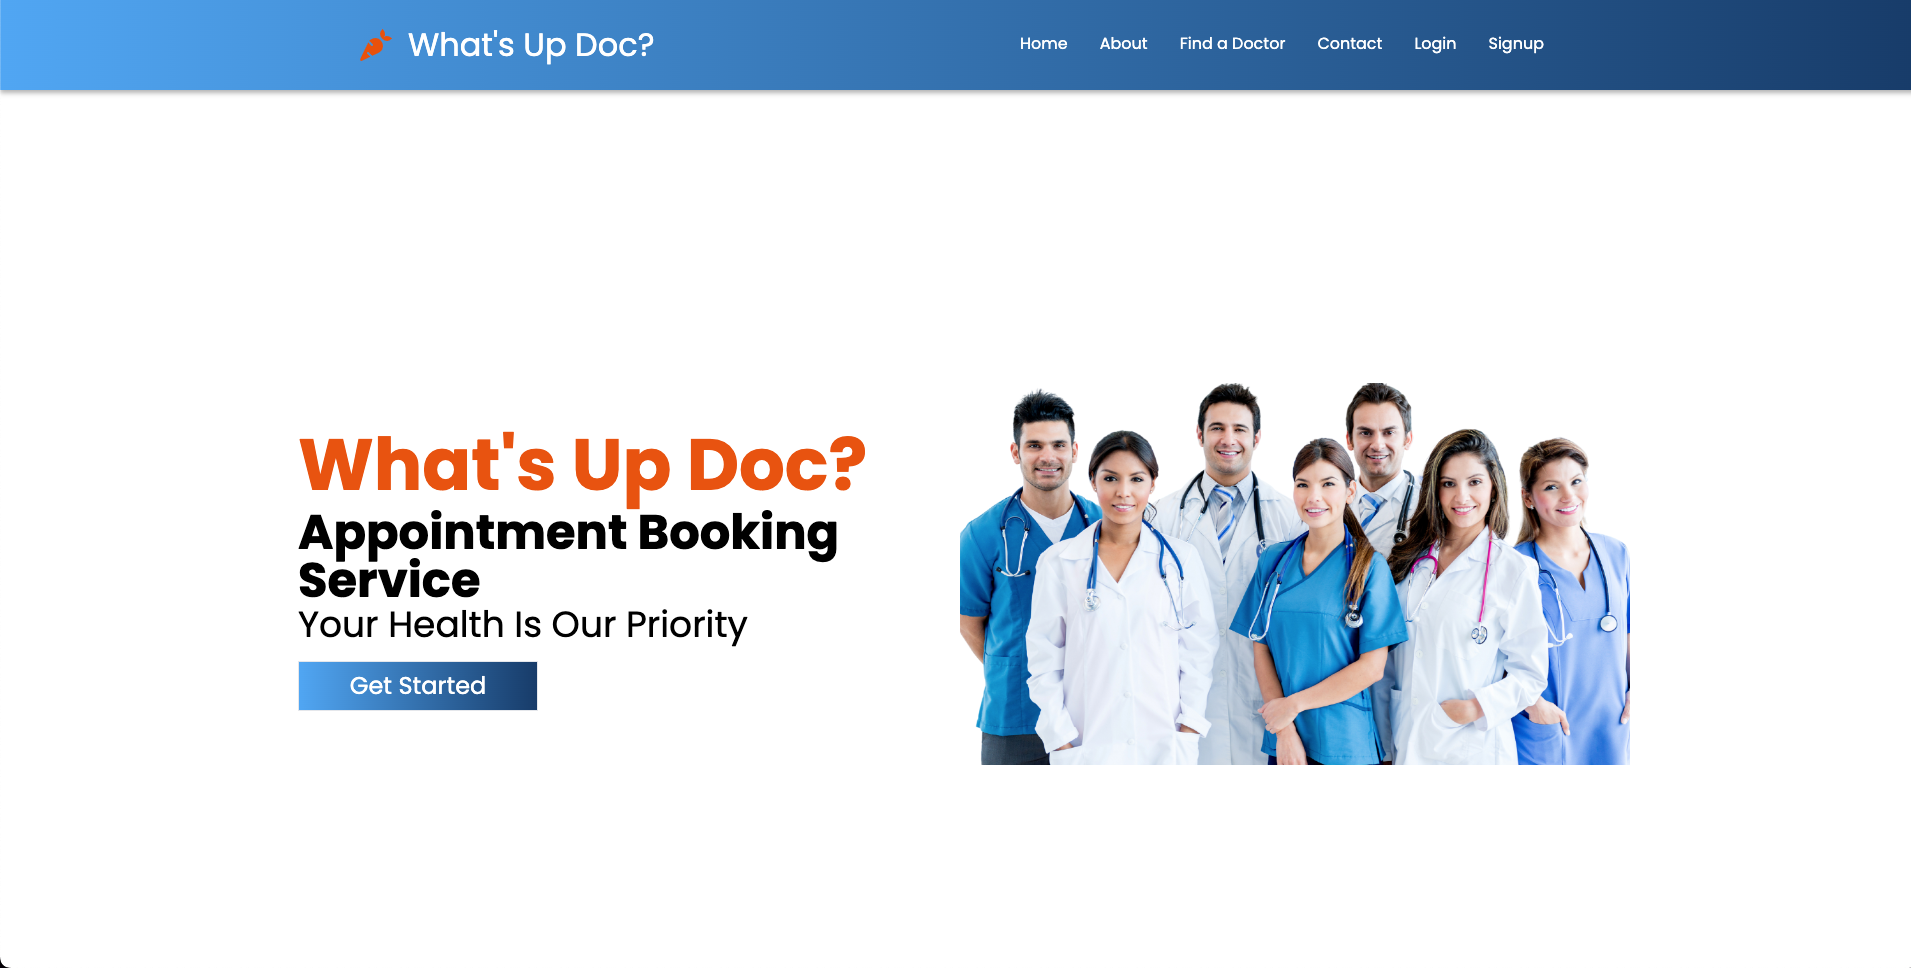 What's Up Doc?
Home
About
Find a Doctor
Contact
Login
Signup
What's Up Doc?
Appointment Booking
Service
Your Health Is Our Priority
Get Started